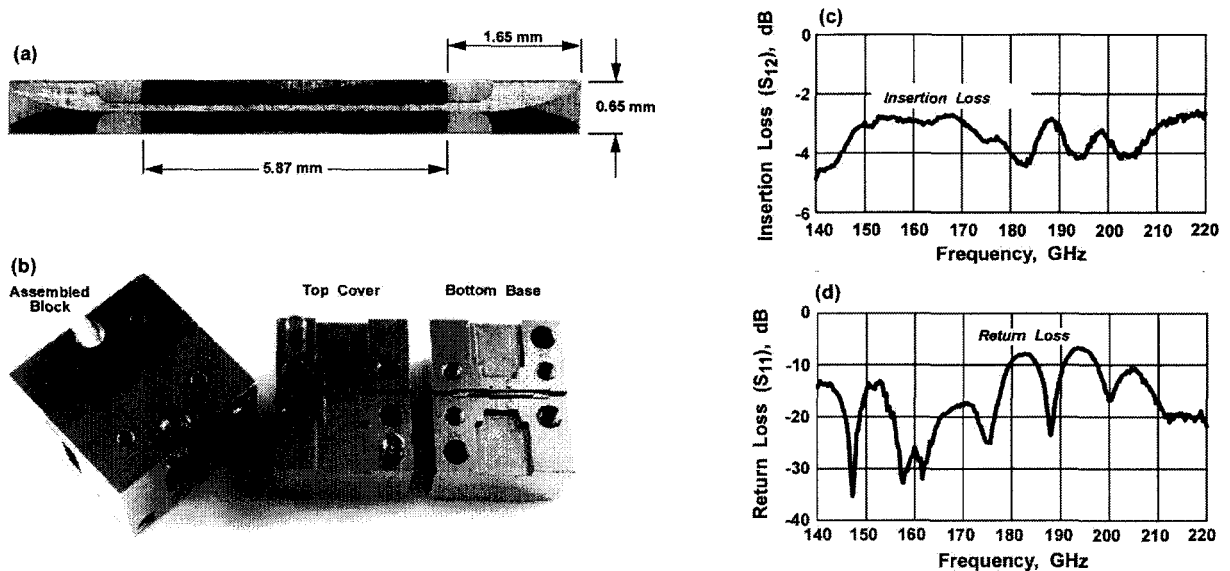 (a)
1.65 mm
0.65 mm
5.87 mm
(b)
Assembled
Block
Top Cover
Bottom Base
(c)
Insertion Loss (S12), dB
0
-2
-4
-6
Insertion Loss
140 150 160 170 180 190 200 210 220
Frequency, GHz
(d)
Return Loss (S11), dB
0
-10
-20
-30
-40
Return Loss
140 150 160 170 180 190 200 210 220
Frequency, GHz